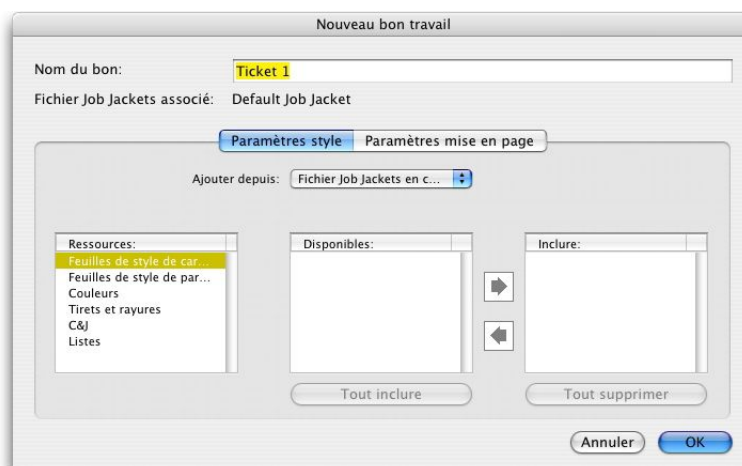 Nouveau bon travail
Nom du bon: Ticket 1
Fichier Job Jackets associé: Default Job Jacket
Paramètres style Paramètres mise en page
Ajouter depuis: Fichier Job Jackets en c...
Ressources: Disponibles: Inclure:
Feuilles de style de car...
Feuilles de style de par...
Couleurs
Tirets et rayures
C&J
Listes
Tout inclure Tout supprimer
Annuler OK